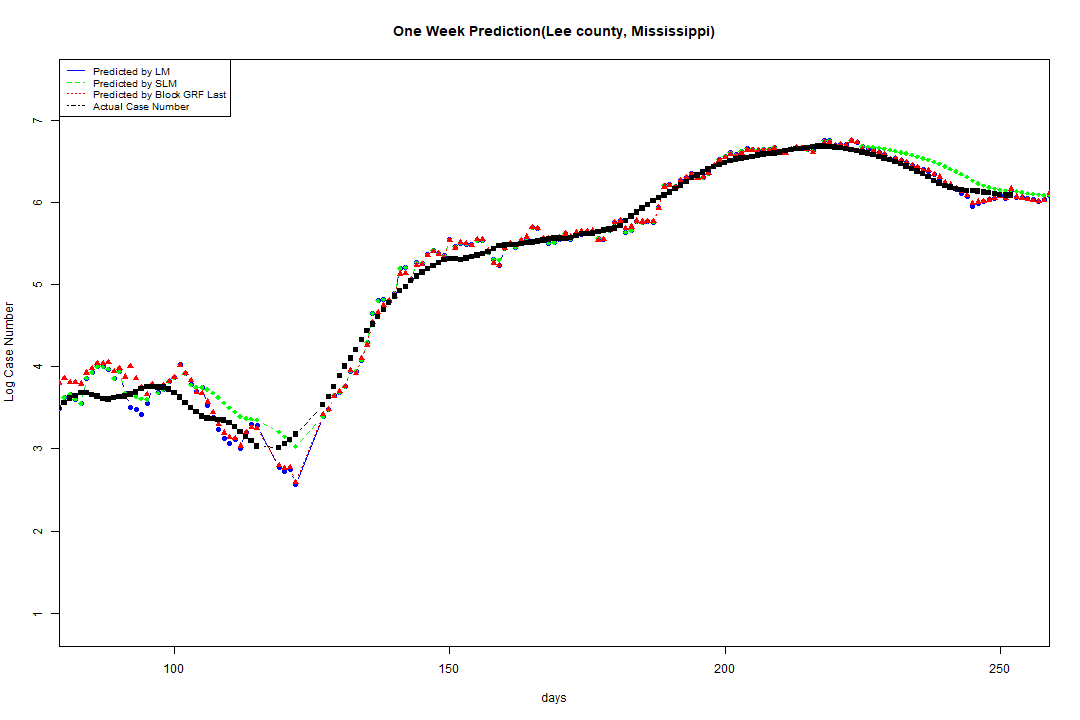 One Week Prediction(Lee county, Mississippi)
Predicted by LM
Predicted by SLM
Predicted by Block GRF Last
Actual Case Number
7
6
5
4
3
2
1
Log Case Number
100 150 200 250
days